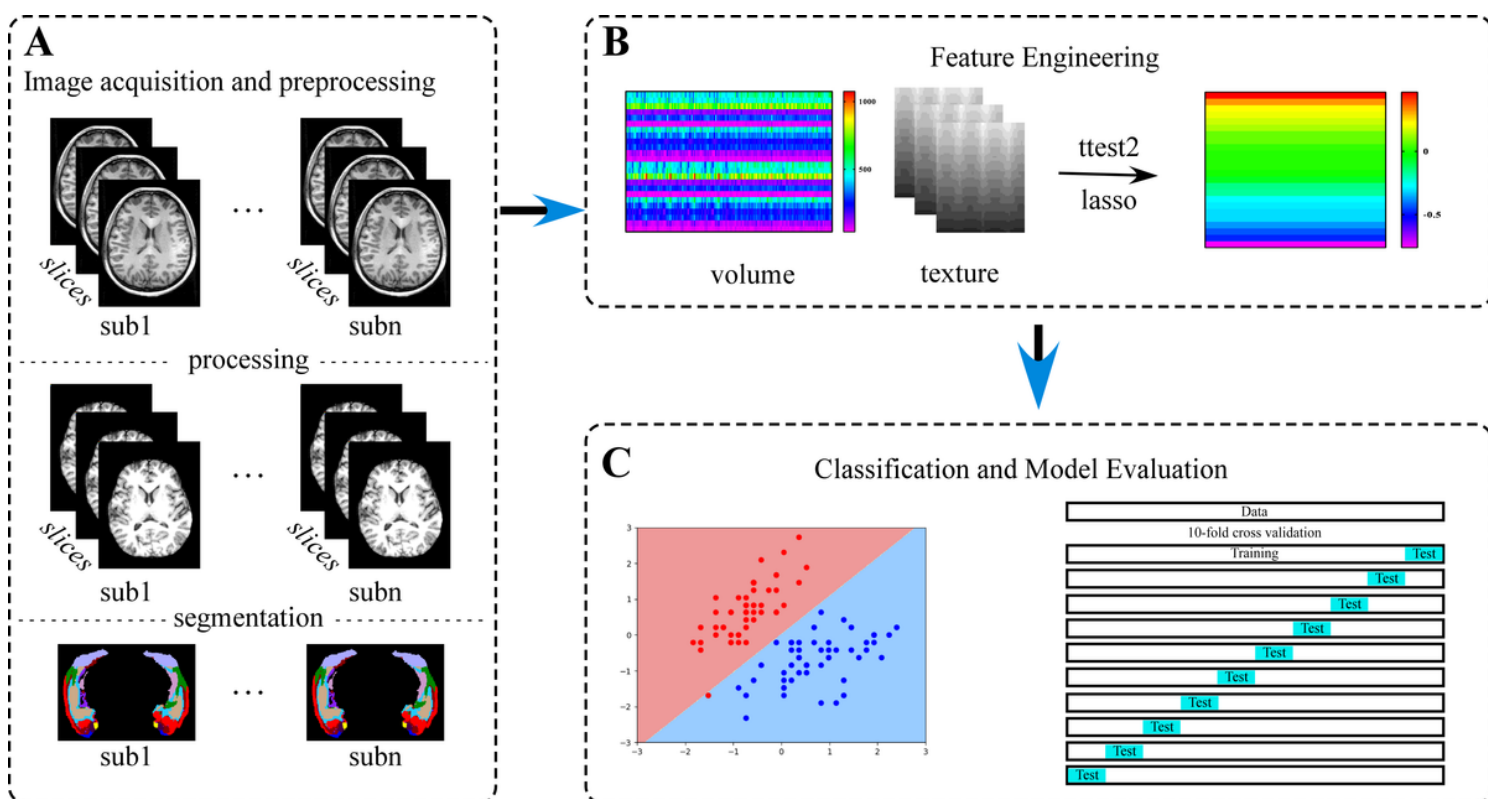 A
Image acquisition and preprocessing
slices
...
slices
sub1
subn
processing
slices
...
slices
sub1
subn
segmentation
...
sub1
subn
B
Feature Engineering
1000
500
ttest2
lasso
0
-0.5
volume
texture
C
Classification and Model Evaluation
3
2
1
0
−1
−2
−3
−3
−2
−1
0
1
2
3
Data
10-fold cross validation
Training
Test
Test
Test
Test
Test
Test
Test
Test
Test
Test